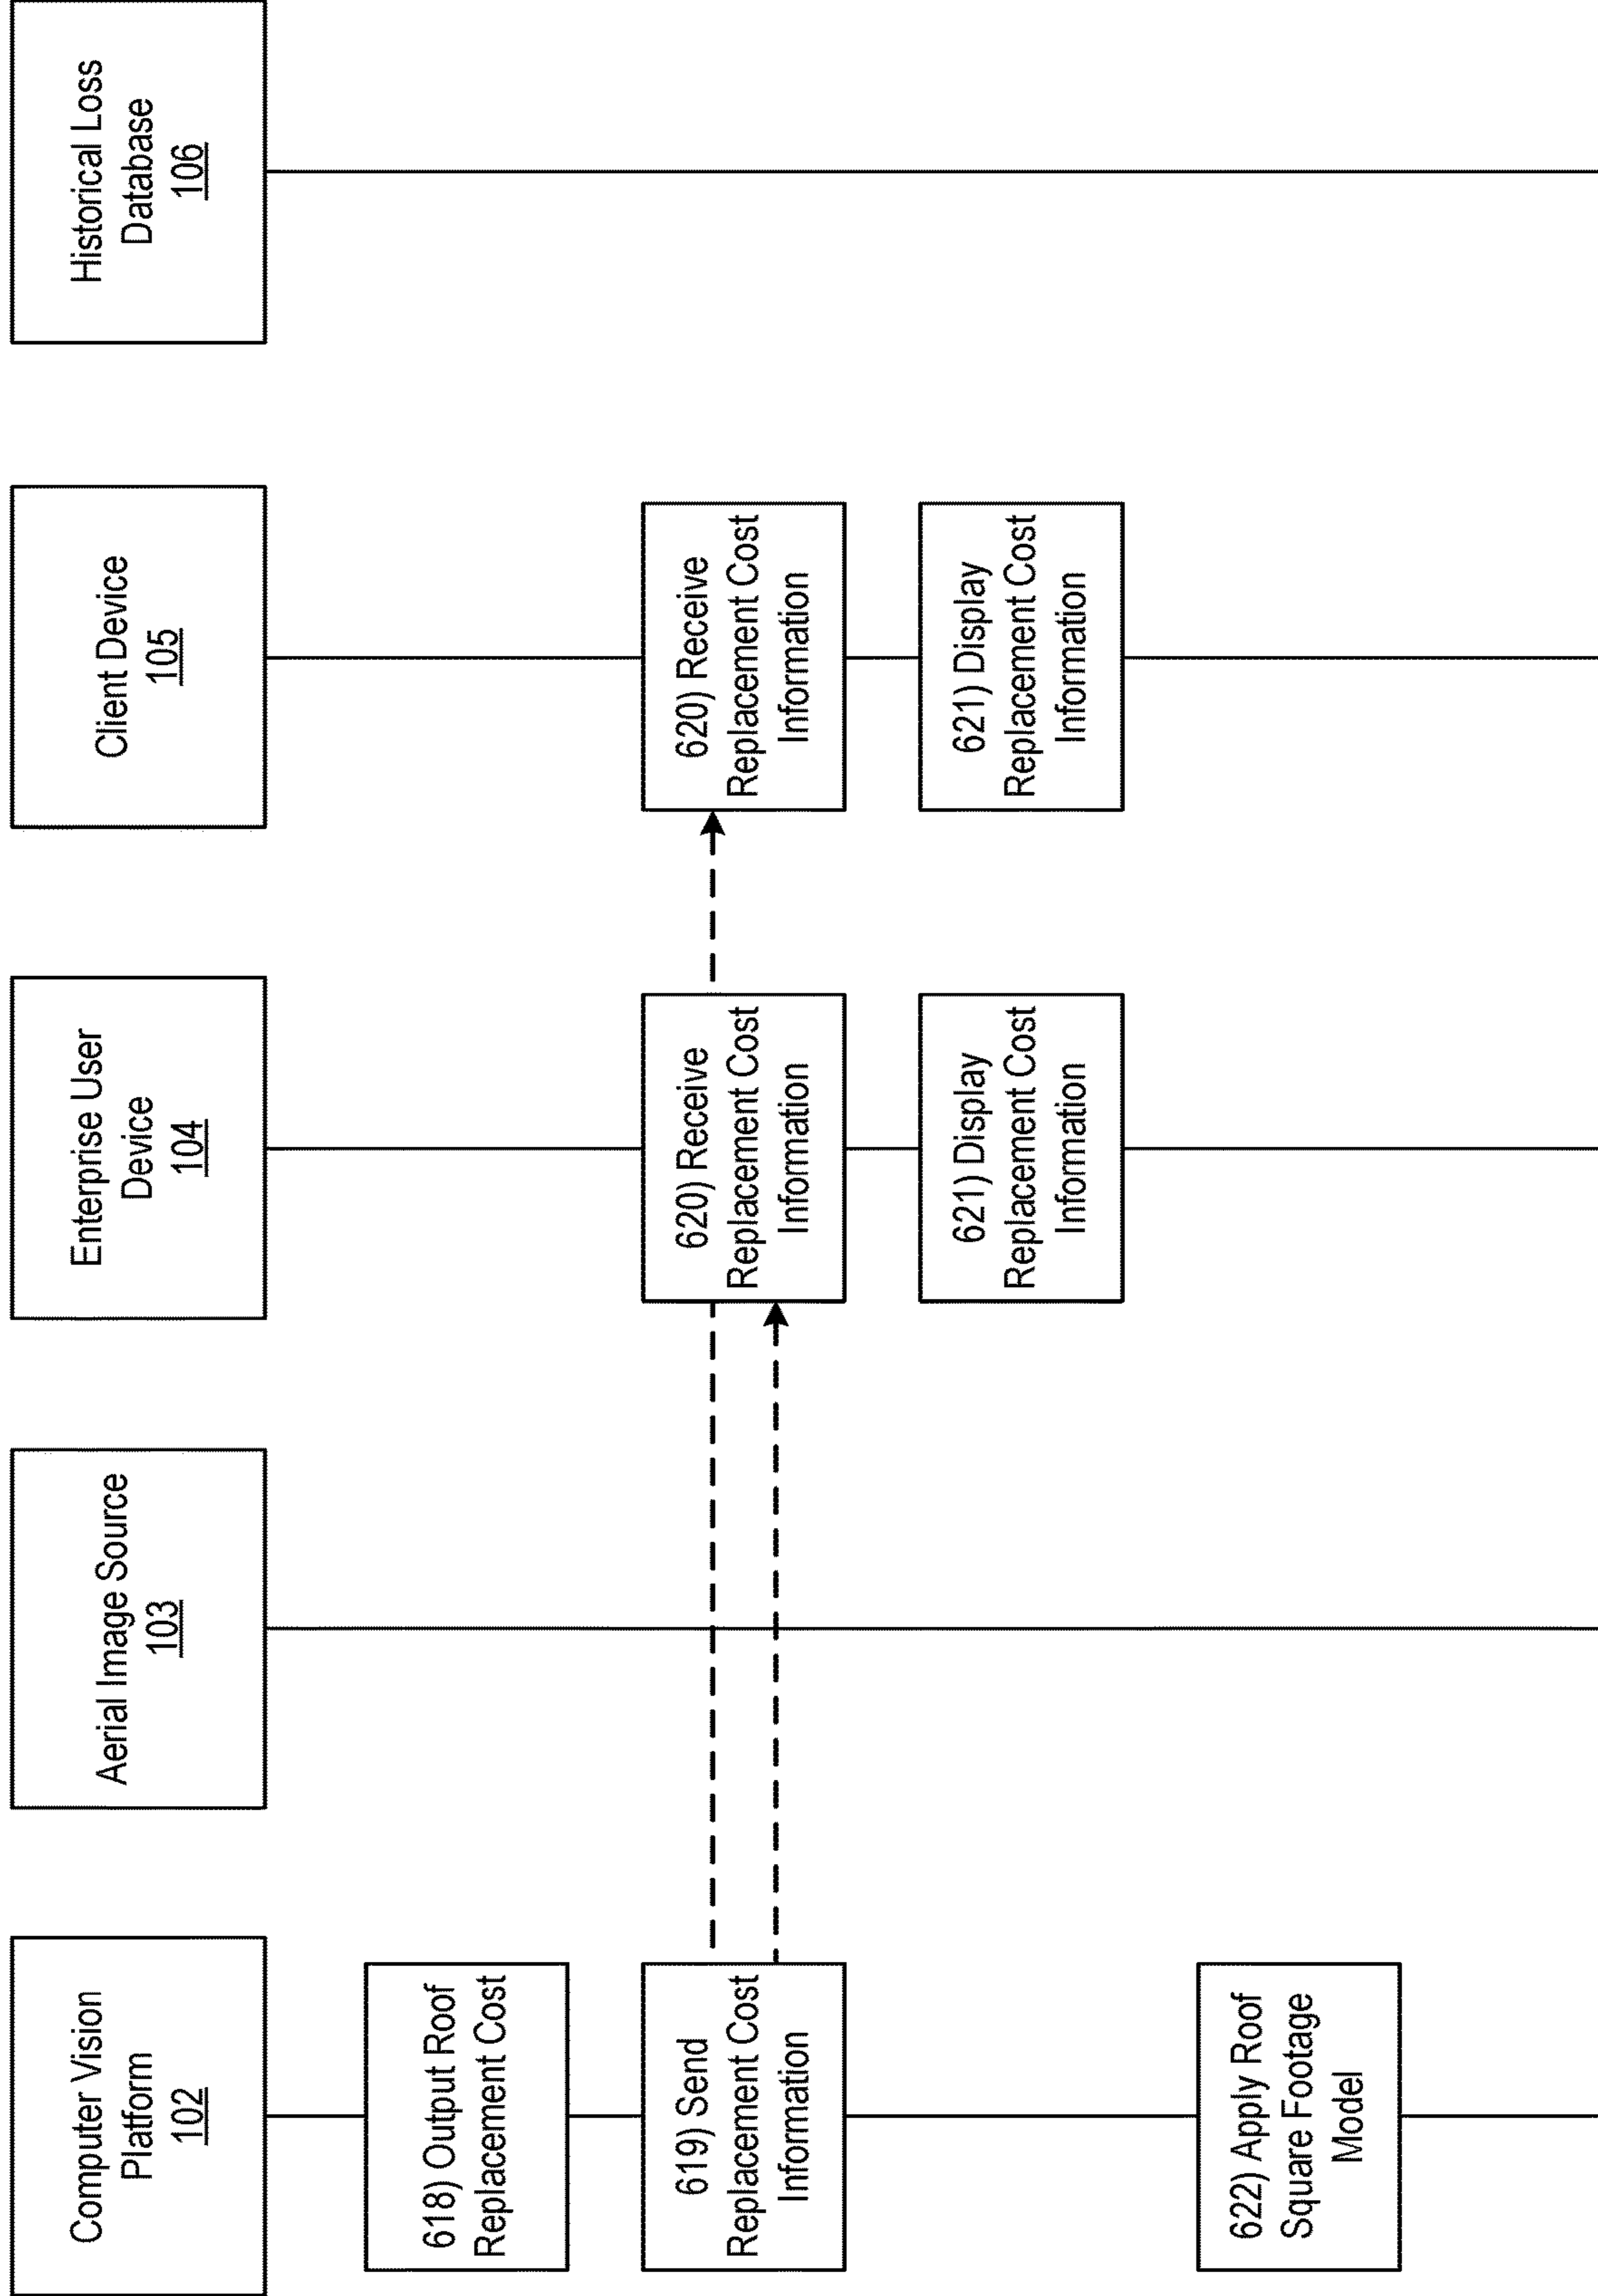 Computer Vision
Platform
102
Aerial Image Source
103
Enterprise User
Device
104
Client Device
105
Historical Loss
Database
106
618) Output Roof
Replacement Cost
619) Send
Replacement Cost
Information
620) Receive
Replacement Cost
Information
620) Receive
Replacement Cost
Information
621) Display
Replacement Cost
Information
621) Display
Replacement Cost
Information
622) Apply Roof
Square Footage
Model